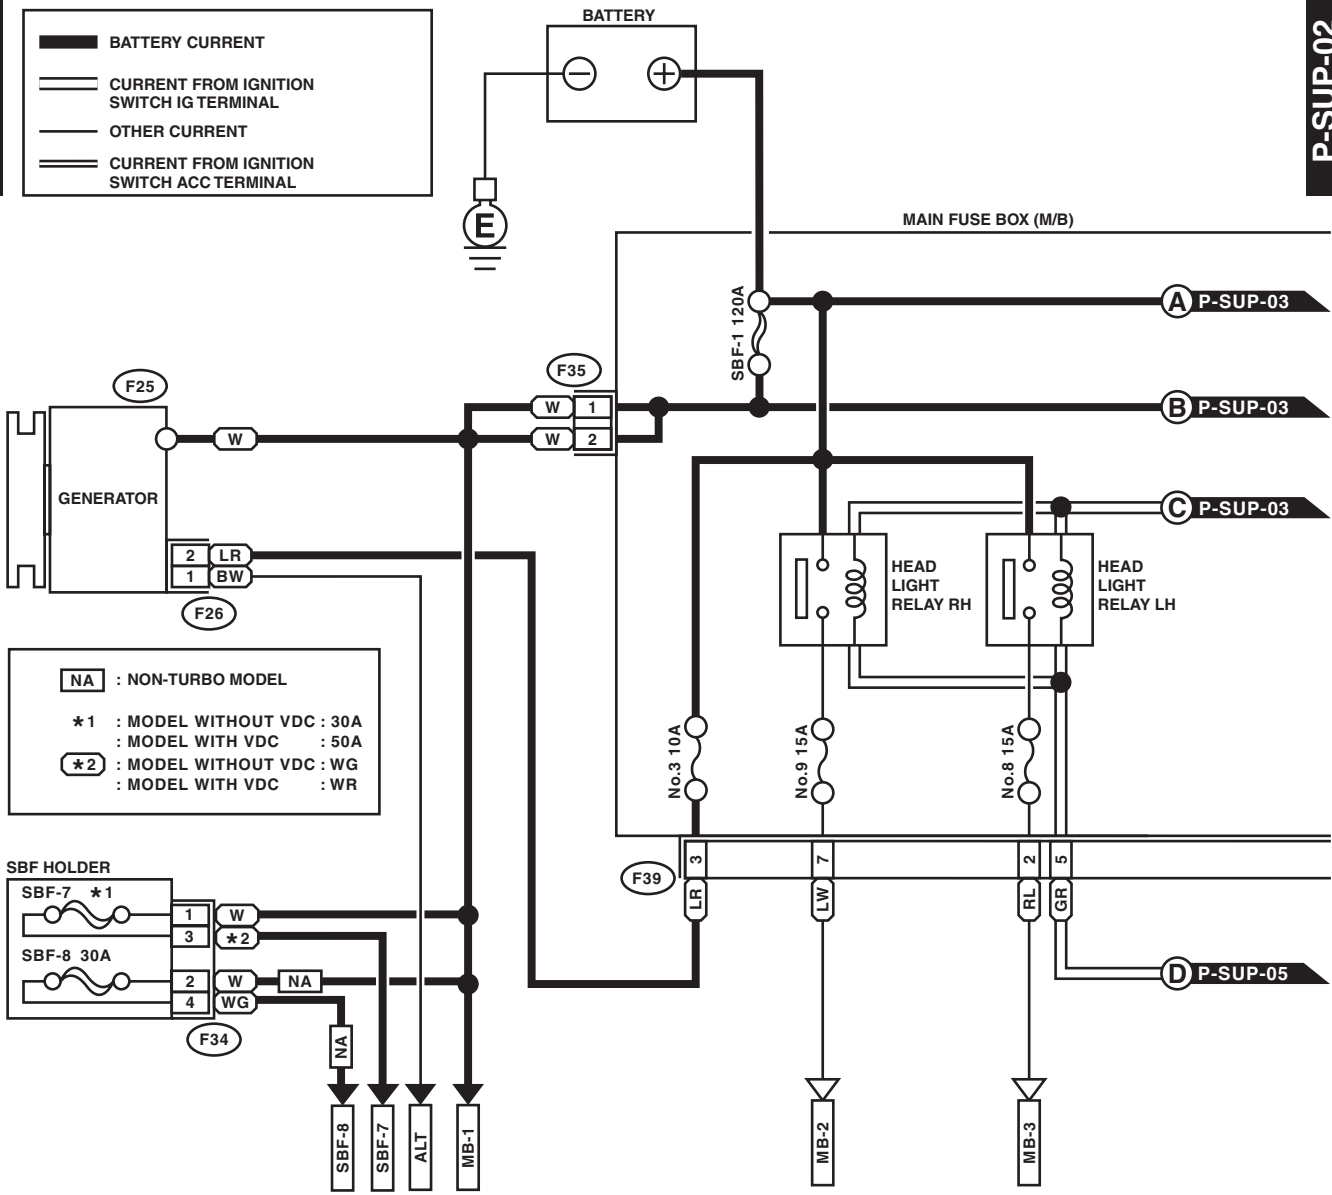 BATTERY
P-SUP-02
BATTERY CURRENT
CURRENT FROM IGNITION
SWITCH IG TERMINAL
OTHER CURRENT
CURRENT FROM IGNITION
SWITCH ACC TERMINAL
E
MAIN FUSE BOX (M/B)
SBF-1 120A
A P-SUP-03
F35
F25
W 1
B P-SUP-03
W
W 2
GENERATOR
C P-SUP-03
2 LR
1 BW
F26
HEAD
LIGHT
RELAY RH
HEAD
LIGHT
RELAY LH
NA : NON-TURBO MODEL
*1 : MODEL WITHOUT VDC : 30A
: MODEL WITH VDC : 50A
*2 : MODEL WITHOUT VDC : WG
: MODEL WITH VDC : WR
No.3 10A
No.9 15A
No.8 15A
SBF HOLDER
F39
3
7
2
5
LR
LW
RL
GR
SBF-7 *1
1 W
3 *2
SBF-8 30A
2 W NA
4 WG
D P-SUP-05
F34
NA
SBF-8
SBF-7
ALT
MB-1
MB-2
MB-3